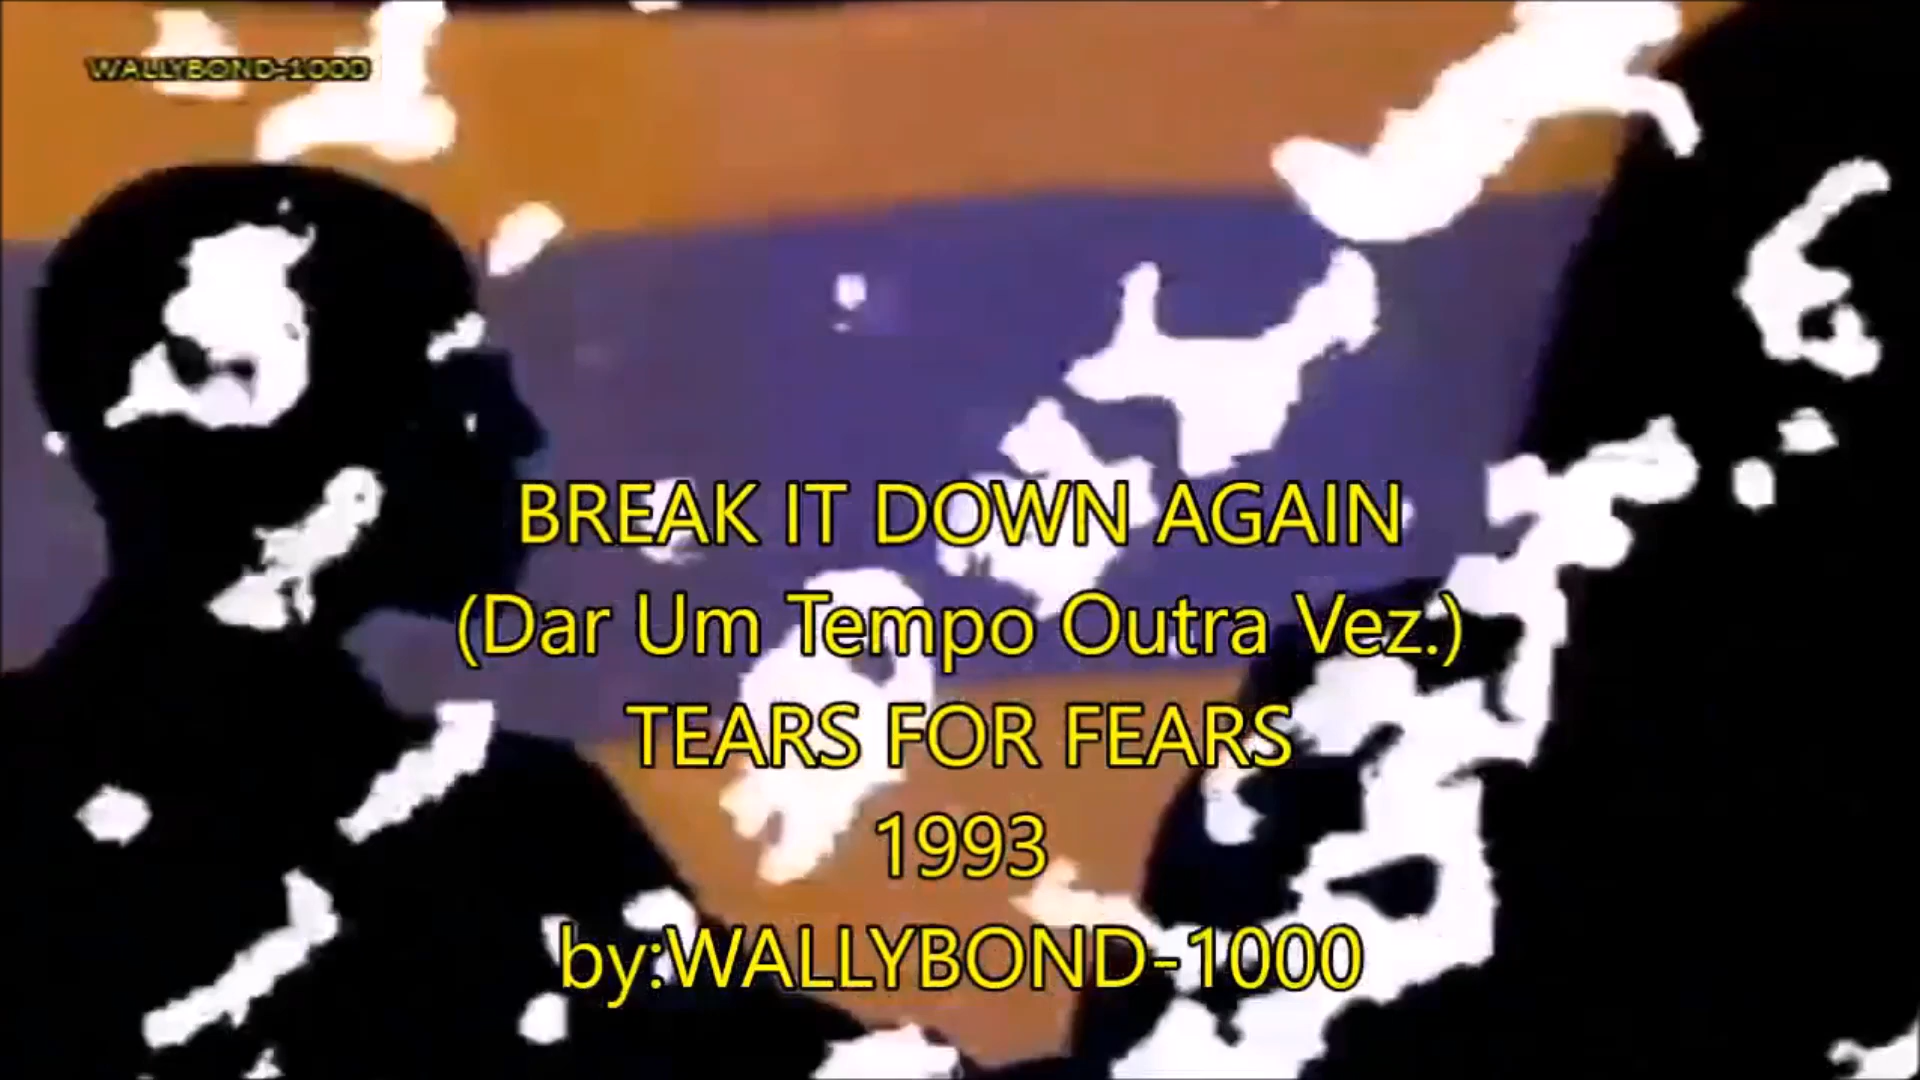 WALLYBOND-1000
BREAK IT DOWN AGAIN
(Dar Um Tempo Outra Vez.)
TEARS FOR FEARS
1993
by:WALLYBOND-1000